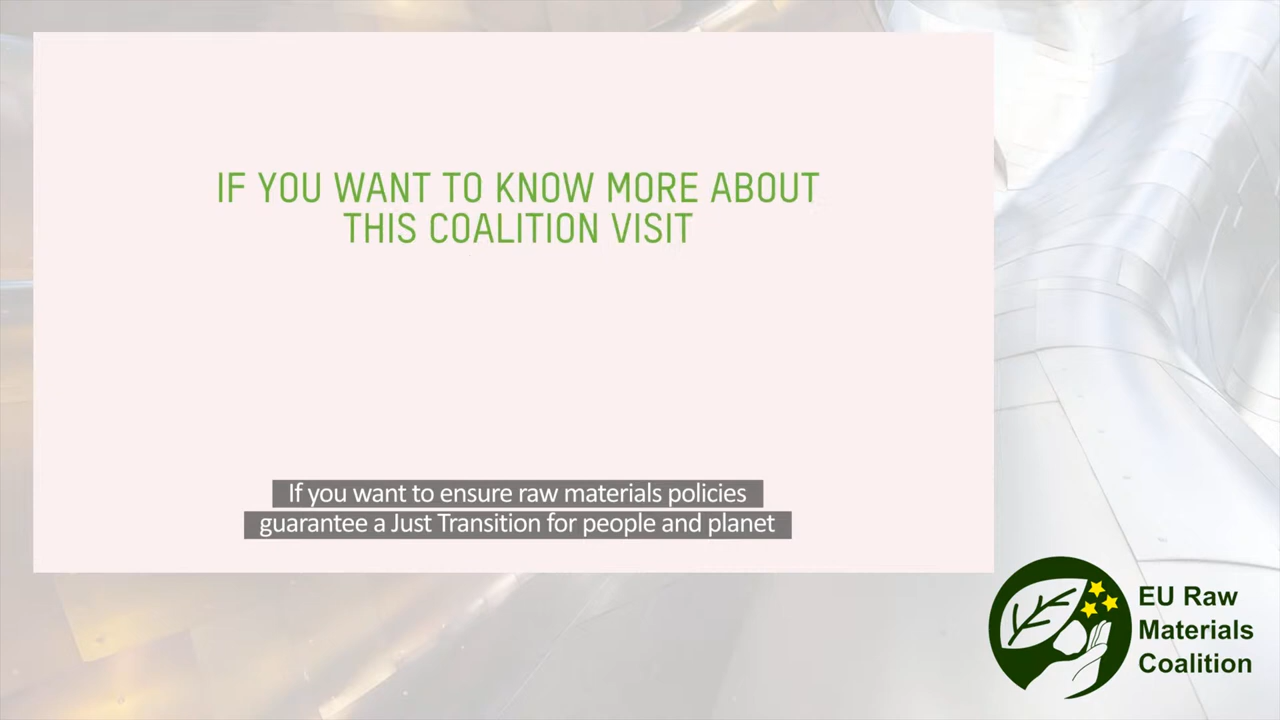 IF YOU WANT TO KNOW MORE ABOUT
THIS COALITION VISIT
If you want to ensure raw materials policies
guarantee a Just Transition for people and planet
EU Raw
Materials
Coalition